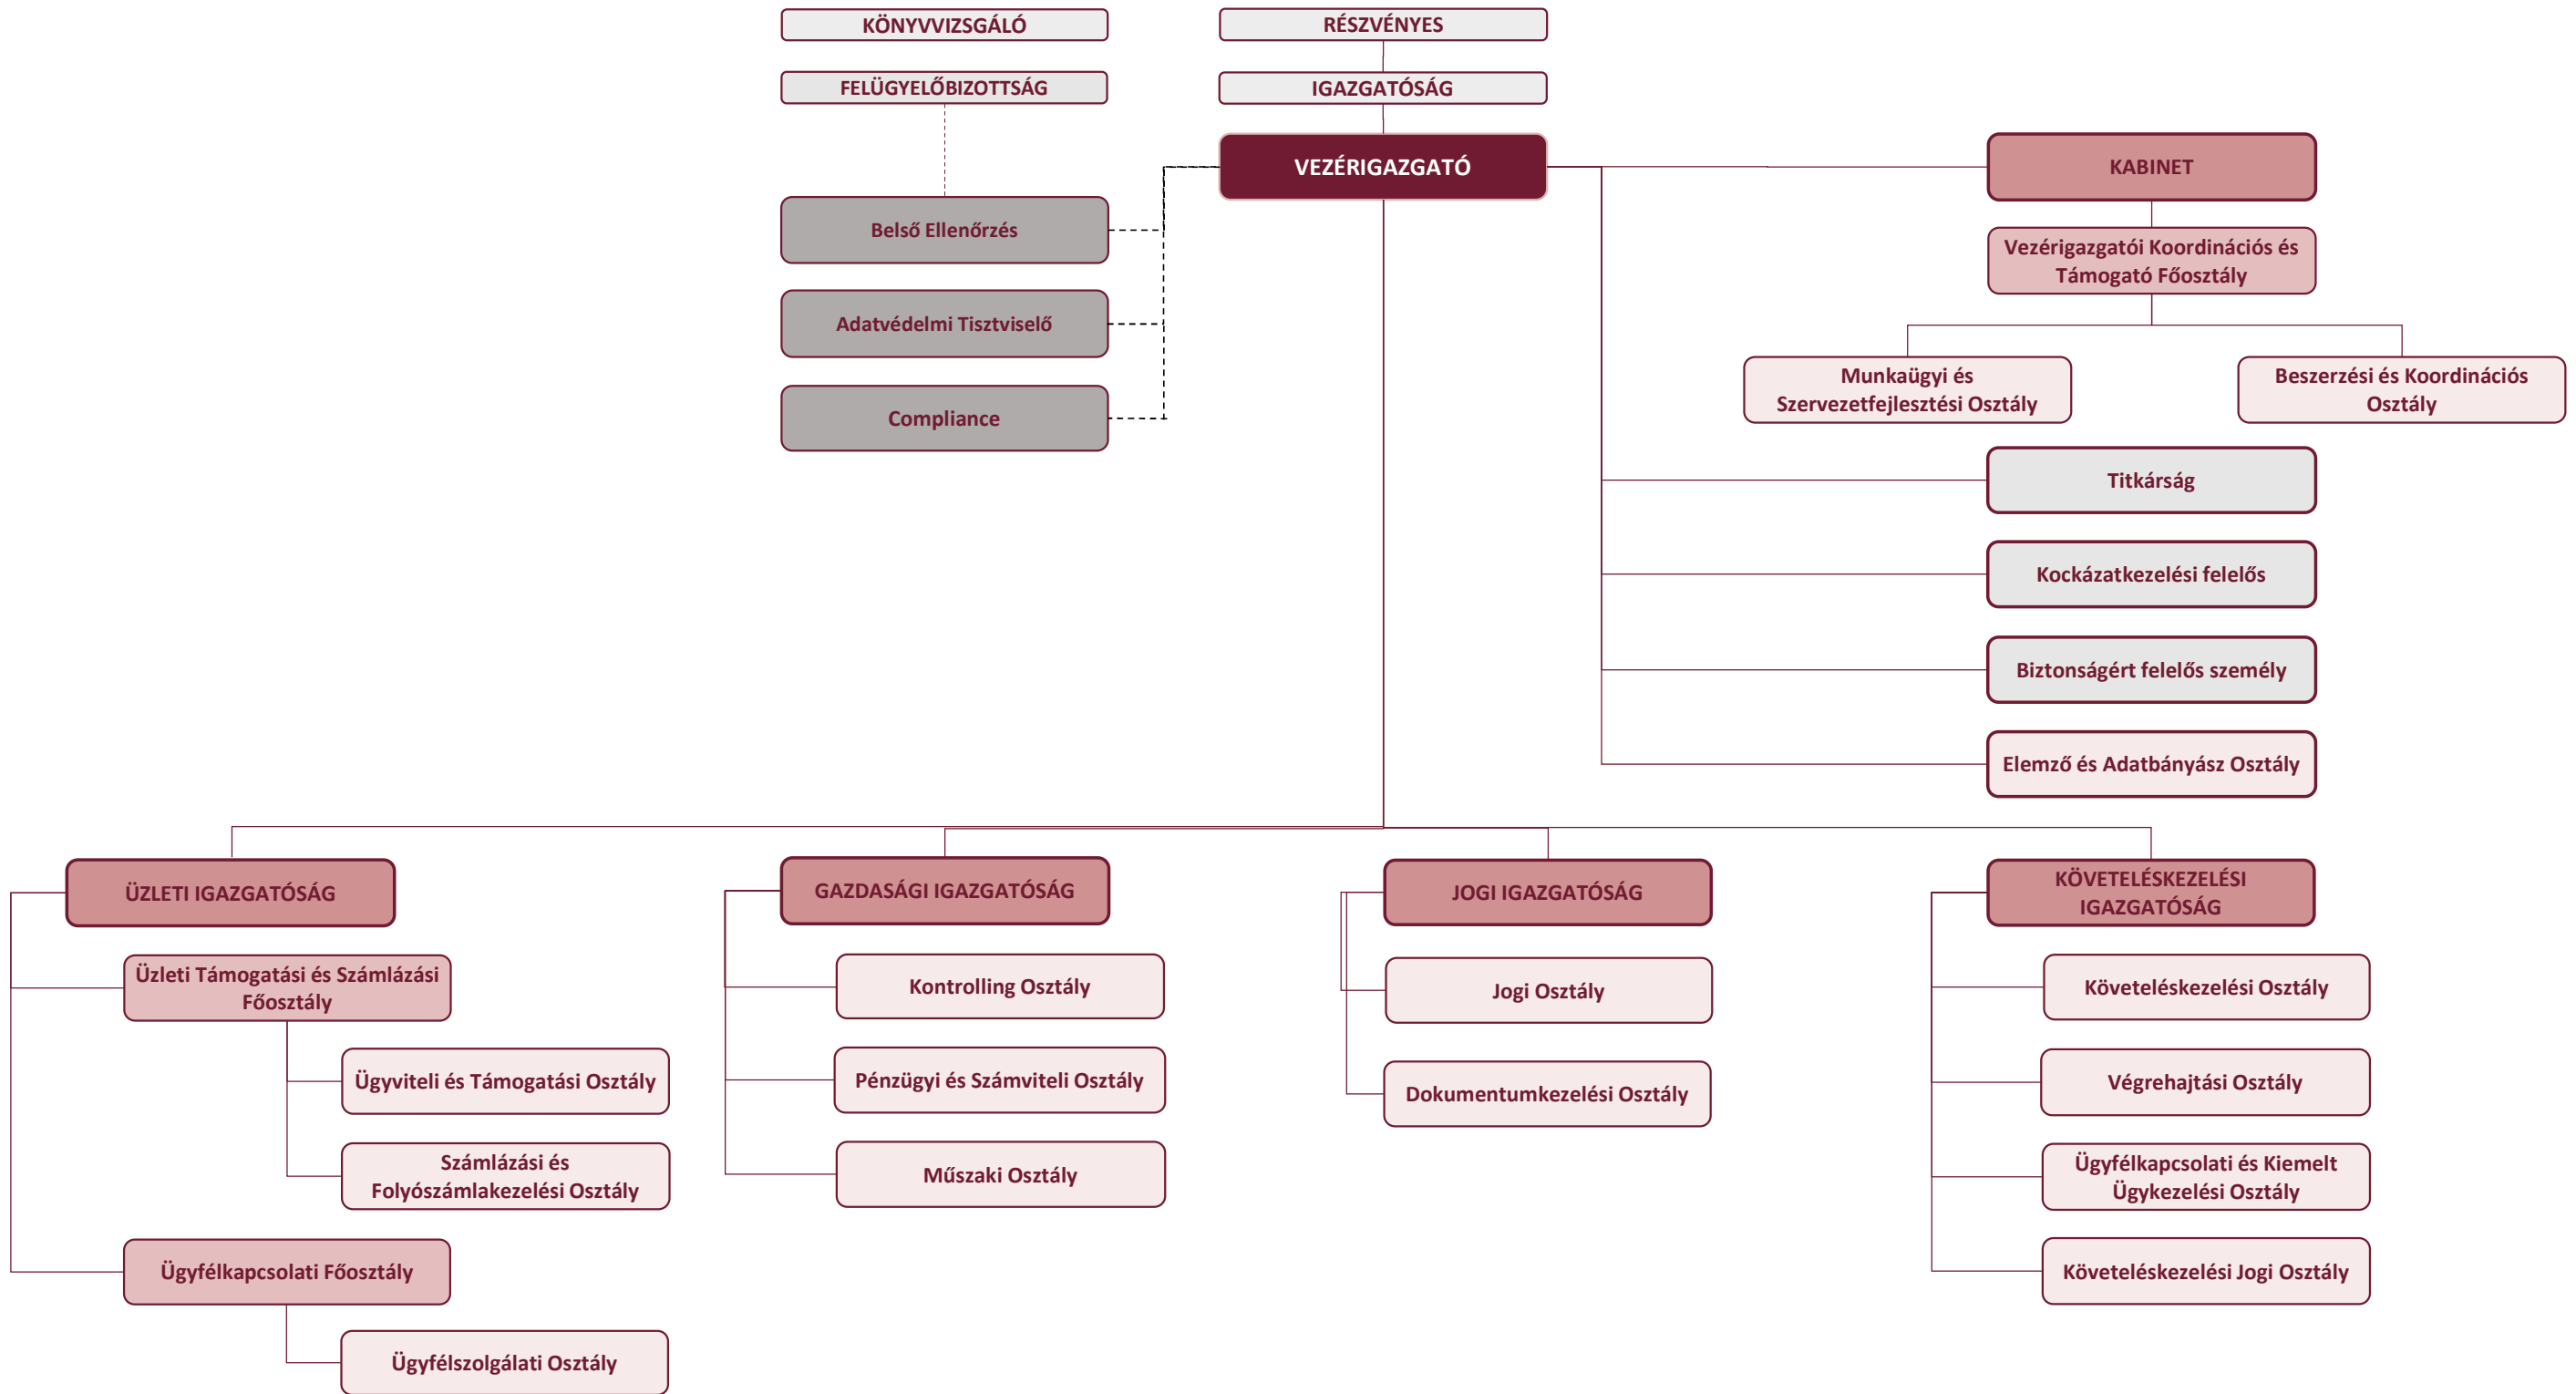 KÖNYVVIZSGÁLÓ
RÉSZVÉNYES
FELÜGYELŐBIZOTTSÁG
IGAZGATÓSÁG
VEZÉRIGAZGATÓ
KABINET
Belső Ellenőrzés
Vezérigazgatói Koordinációs és
Támogató Főosztály
Adatvédelmi Tisztviselő
Munkaügyi és
Szervezetfejlesztési Osztály
Beszerzési és Koordinációs
Osztály
Compliance
Titkárság
Kockázatkezelési felelős
Biztonságért felelős személy
Elemző és Adatbányász Osztály
ÜZLETI IGAZGATÓSÁG
Üzleti Támogatási és Számlázási
Főosztály
Ügyviteli és Támogatási Osztály
Számlázási és
Folyószámlakezelési Osztály
Ügyfélkapcsolati Főosztály
Ügyfélszolgálati Osztály
GAZDASÁGI IGAZGATÓSÁG
Kontrolling Osztály
Pénzügyi és Számviteli Osztály
Műszaki Osztály
JOGI IGAZGATÓSÁG
Jogi Osztály
Dokumentumkezelési Osztály
KÖVETELÉSKEZELÉSI
IGAZGATÓSÁG
Követeléskezelési Osztály
Végrehajtási Osztály
Ügyfélkapcsolati és Kiemelt
Ügykezelési Osztály
Követeléskezelési Jogi Osztály